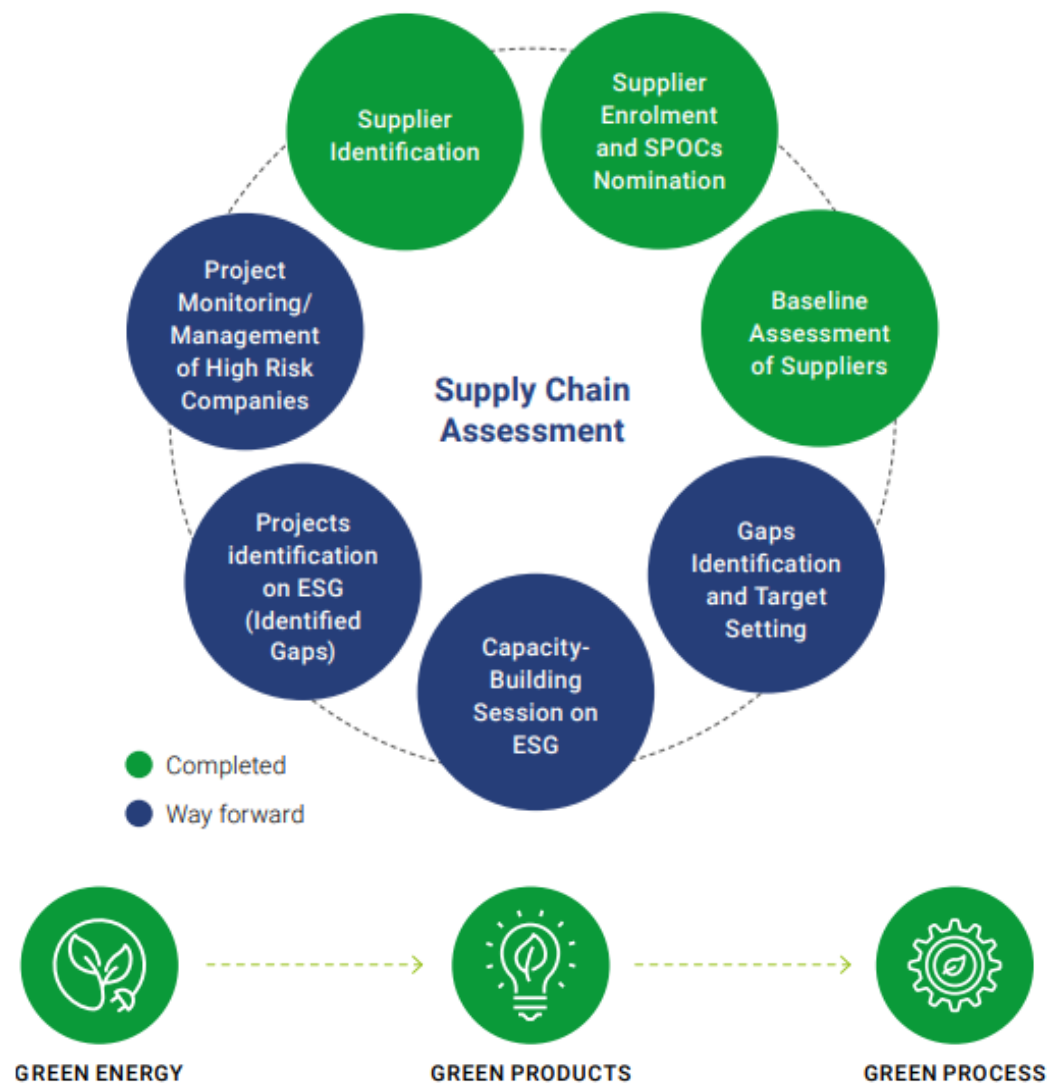 Supplier
Identification
Supplier
Enrolment
and SPOCs
Nomination
Baseline
Assessment
of Suppliers
Gaps
Identification
and Target
Setting
Capacity-
Building
Session on
ESG
Projects
identification
on ESG
(Identified
Gaps)
Project
Monitoring/
Management
of High Risk
Companies
Supply Chain
Assessment
Completed
Way forward
GREEN ENERGY
GREEN PRODUCTS
GREEN PROCESS